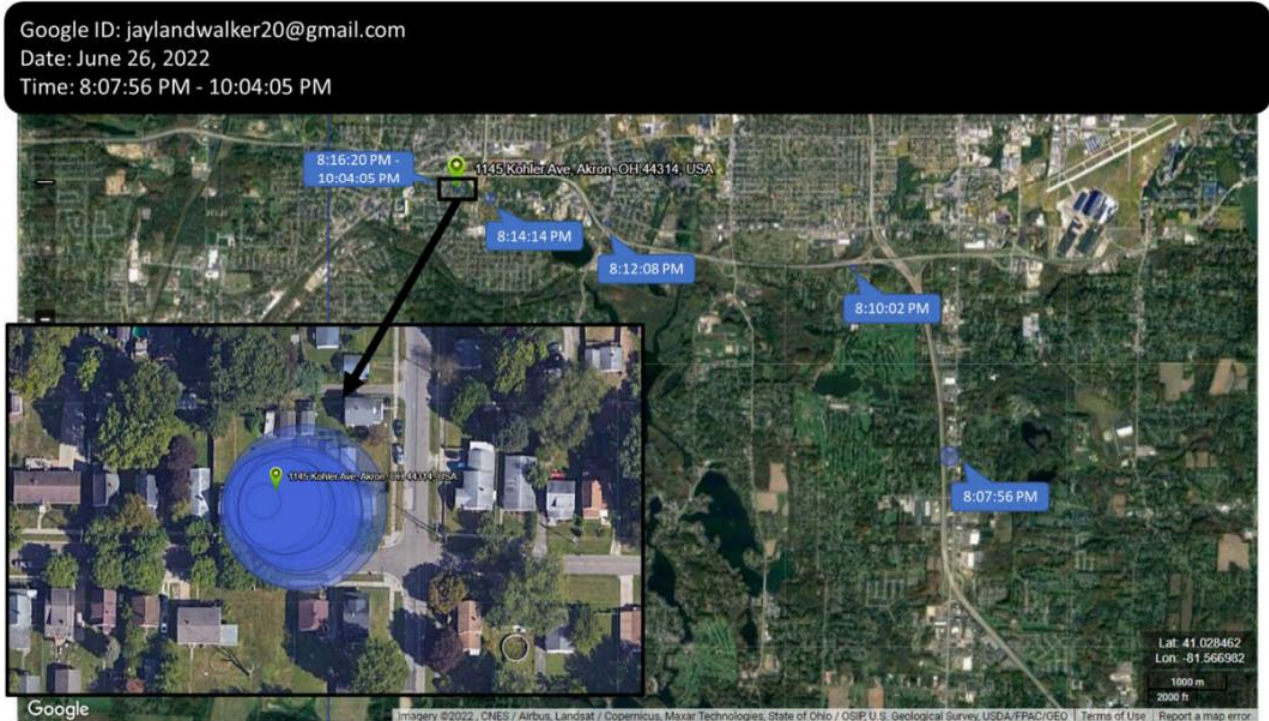 Google ID: jaylandwalker20@gmail.com
Date: June 26, 2022
Time: 8:07:56 PM - 10:04:05 PM
8:16:20 PM -
10:04:05 PM
1145 Kohler Ave, Akron, OH 44314, USA
8:14:14 PM
8:12:08 PM
8:10:02 PM
1145 Kohler Ave, Akron, OH 44314, USA
8:07:56 PM
Lat: 41.028462
Lon: -81.566982
1000 m
2000 ft
Google
Imagery ©2022 , CNES / Airbus, Landsat / Copernicus, Maxar Technologies, State of Ohio / OSIP, U.S. Geological Survey, USDA/FPAC/GEO | Terms of Use | Report a map error